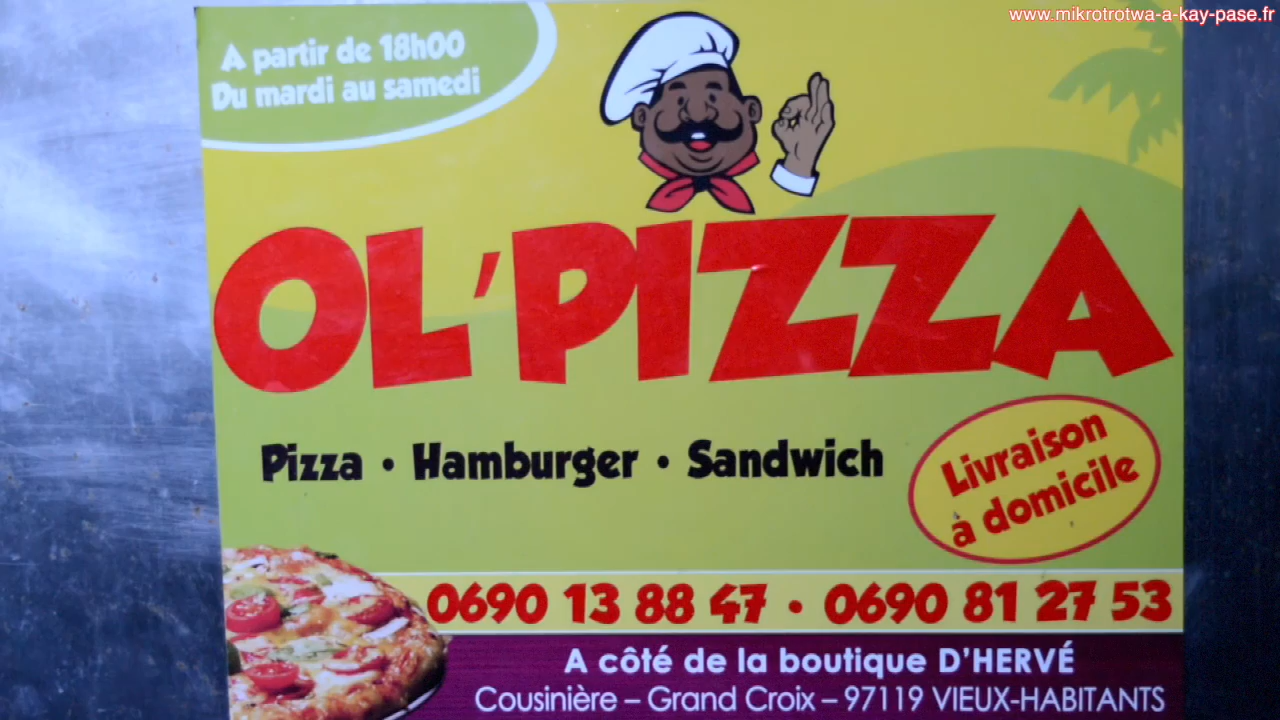 www.mikrotrotwa-a-kay-pase.fr
A partir de 18h00
Du mardi au samedi
OL'PIZZA
Pizza • Hamburger • Sandwich
Livraison
à domicile
0690 13 88 47 • 0690 81 27 53
A côté de la boutique D'HERVÉ
Cousinière – Grand Croix – 97119 VIEUX-HABITANTS